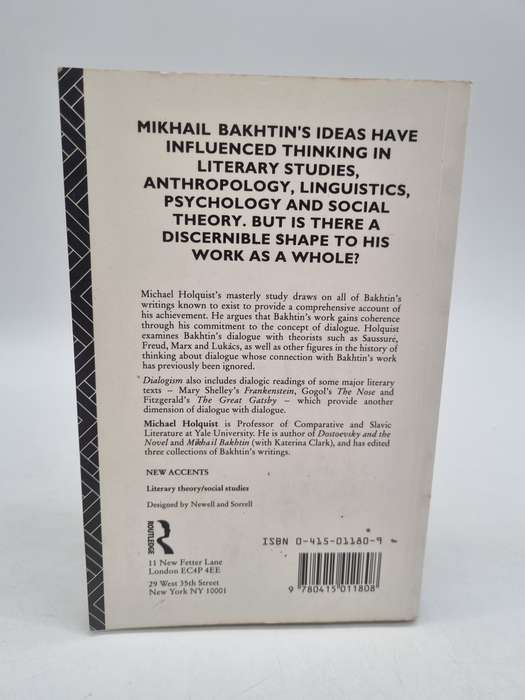 MIKHAIL BAKHTIN'S IDEAS HAVE
INFLUENCED THINKING IN
LITERARY STUDIES,
ANTHROPOLOGY, LINGUISTICS,
PSYCHOLOGY AND SOCIAL
THEORY. BUT IS THERE A
DISCERNIBLE SHAPE TO HIS
WORK AS A WHOLE?
Michael Holquist's masterly study draws on all of Bakhtin's
writings known to exist to provide a comprehensive account of
his achievement. He argues that Bakhtin's work gains coherence
through his commitment to the concept of dialogue. Holquist
examines Bakhtin's dialogue with theorists such as Saussure,
Freud, Marx and Lukács, as well as other figures in the history of
thinking about dialogue whose connection with Bakhtin's work
has previously been ignored.
Dialogism also includes dialogic readings of some major literary
texts – Mary Shelley's Frankenstein, Gogol's The Nose and
Fitzgerald's The Great Gatsby – which provide another
dimension of dialogue with dialogue.
Michael Holquist is Professor of Comparative and Slavic
Literature at Yale University. He is author of Dostoevsky and the
Novel and Mikhail Bakhtin (with Katerina Clark), and has edited
three collections of Bakhtin's writings.
NEW ACCENTS
Literary theory/social studies
Designed by Newell and Sorrell
ROUTLEDGE
11 New Fetter Lane
London EC4P 4EE
29 West 35th Street
New York NY 10001
ISBN 0-415-01180-9
9 780415 011808